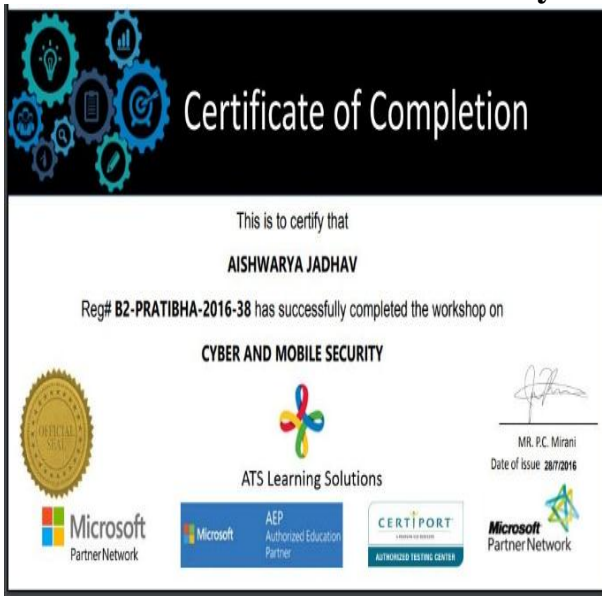 y
Certificate of Completion
This is to certify that
AISHWARYA JADHAV
Reg# B2-PRATIBHA-2016-38 has successfully completed the workshop on
CYBER AND MOBILE SECURITY
OFFICIAL
SEAL
ATS Learning Solutions
MR. P.C. Mirani
Date of issue 28/7/2016
Microsoft
Partner Network
Microsoft
AEP
Authorized Education
Partner
CERTIPORT
AUTHORIZED TESTING CENTER
Microsoft
Partner Network